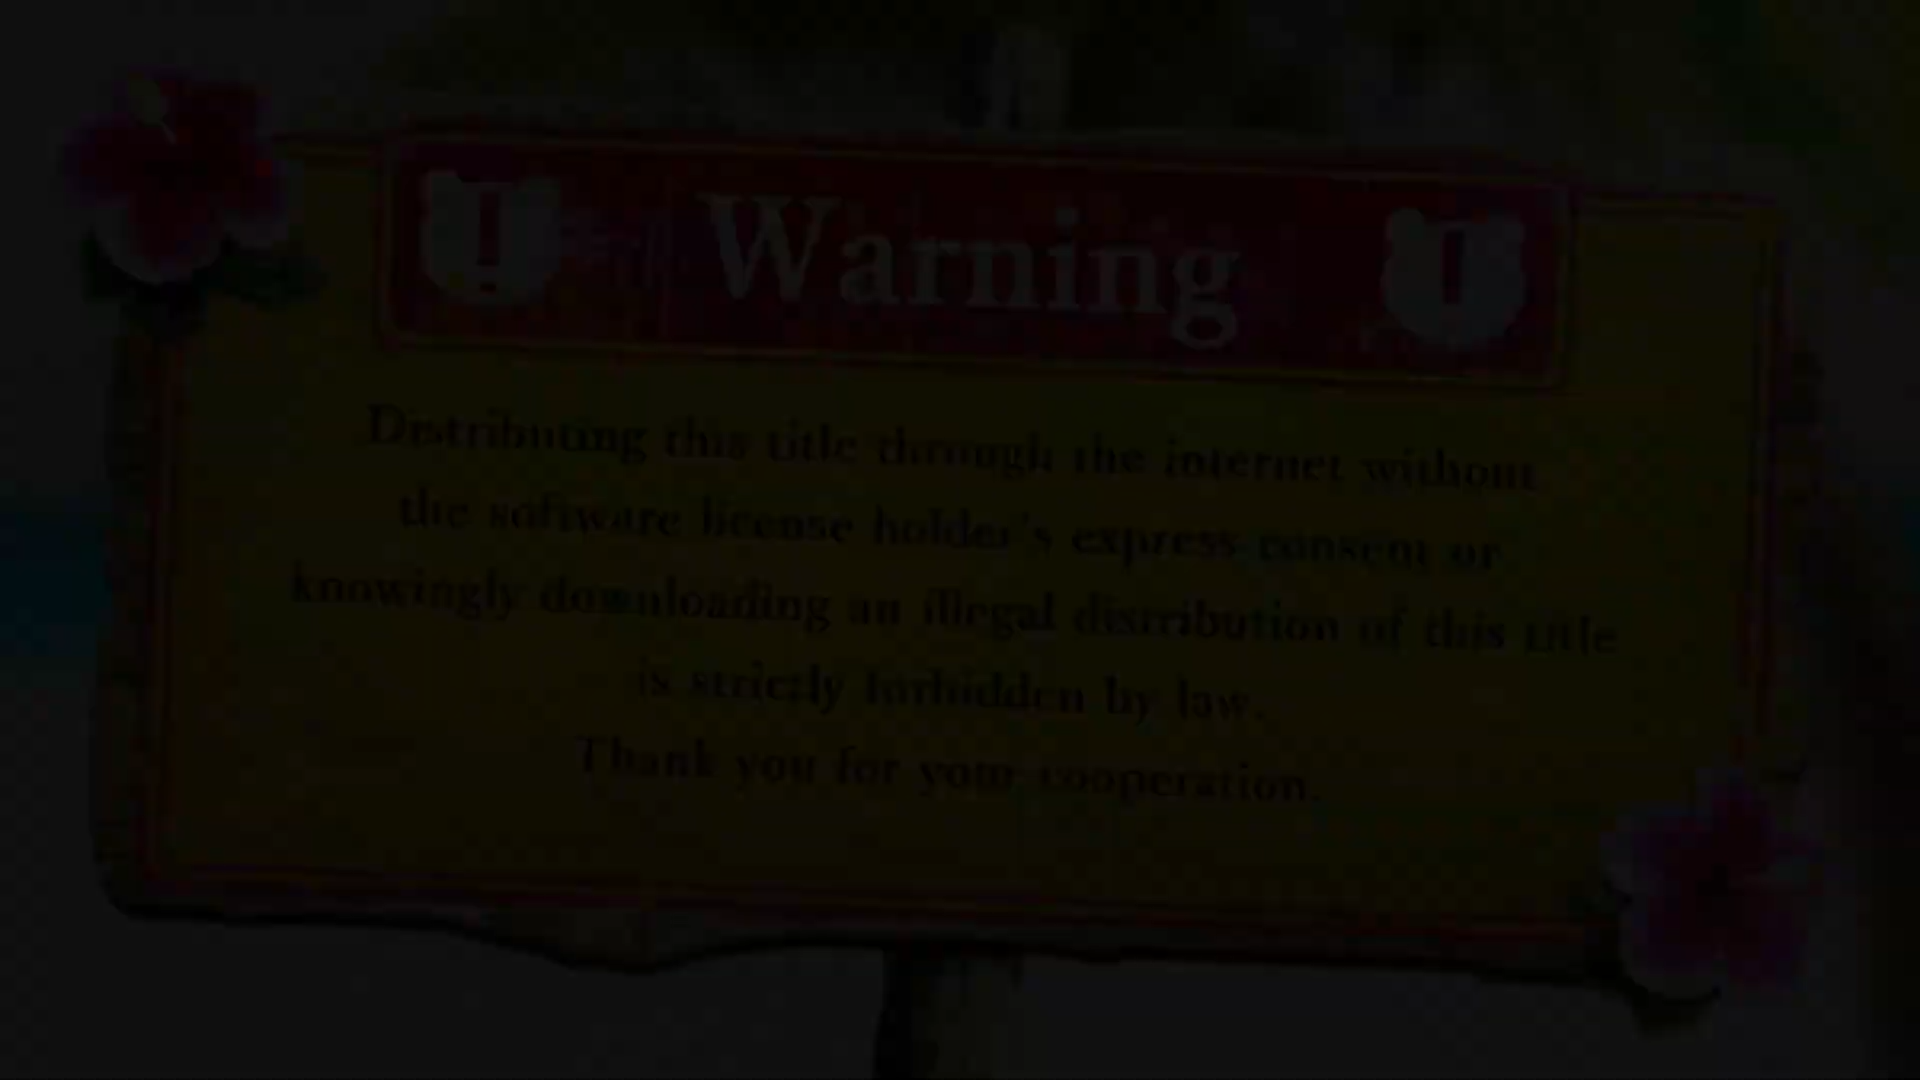 ! Warning !
Distributing this title through the internet without
the software license holder's express consent or
knowingly downloading an illegal distribution of this title
is strictly forbidden by law.
Thank you for your cooperation.